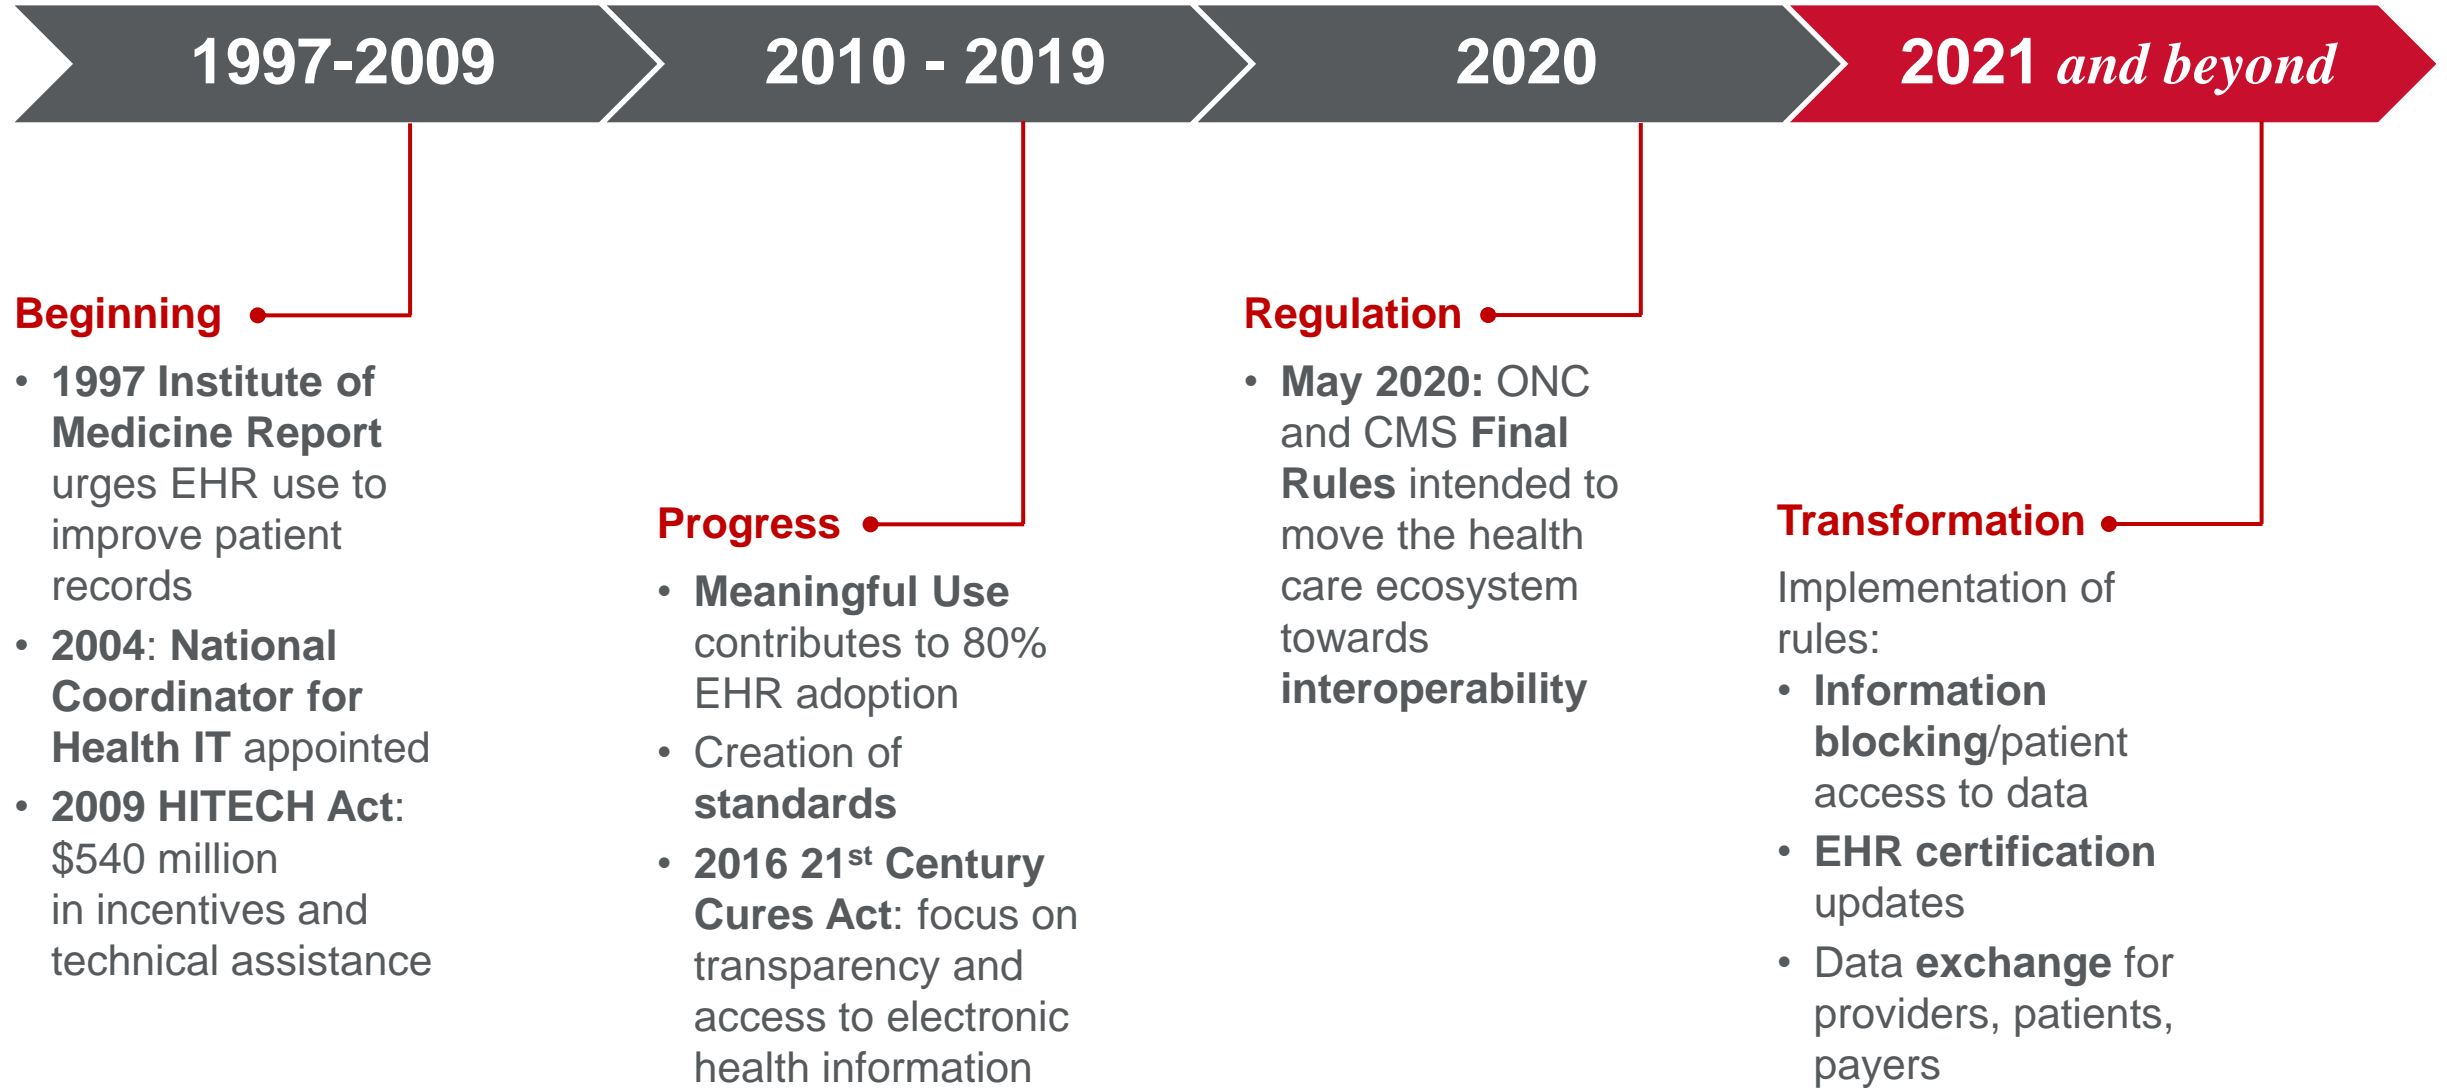 1997-2009
2010 - 2019
2020
2021 and beyond
Beginning
• 1997 Institute of
Medicine Report
urges EHR use to
improve patient
records
• 2004: National
Coordinator for
Health IT appointed
• 2009 HITECH Act:
$540 million
in incentives and
technical assistance
Progress
• Meaningful Use
contributes to 80%
EHR adoption
• Creation of
standards
• 2016 21st Century
Cures Act: focus on
transparency and
access to electronic
health information
Regulation
• May 2020: ONC
and CMS Final
Rules intended to
move the health
care ecosystem
towards
interoperability
Transformation
Implementation of
rules:
• Information
blocking/patient
access to data
• EHR certification
updates
• Data exchange for
providers, patients,
payers